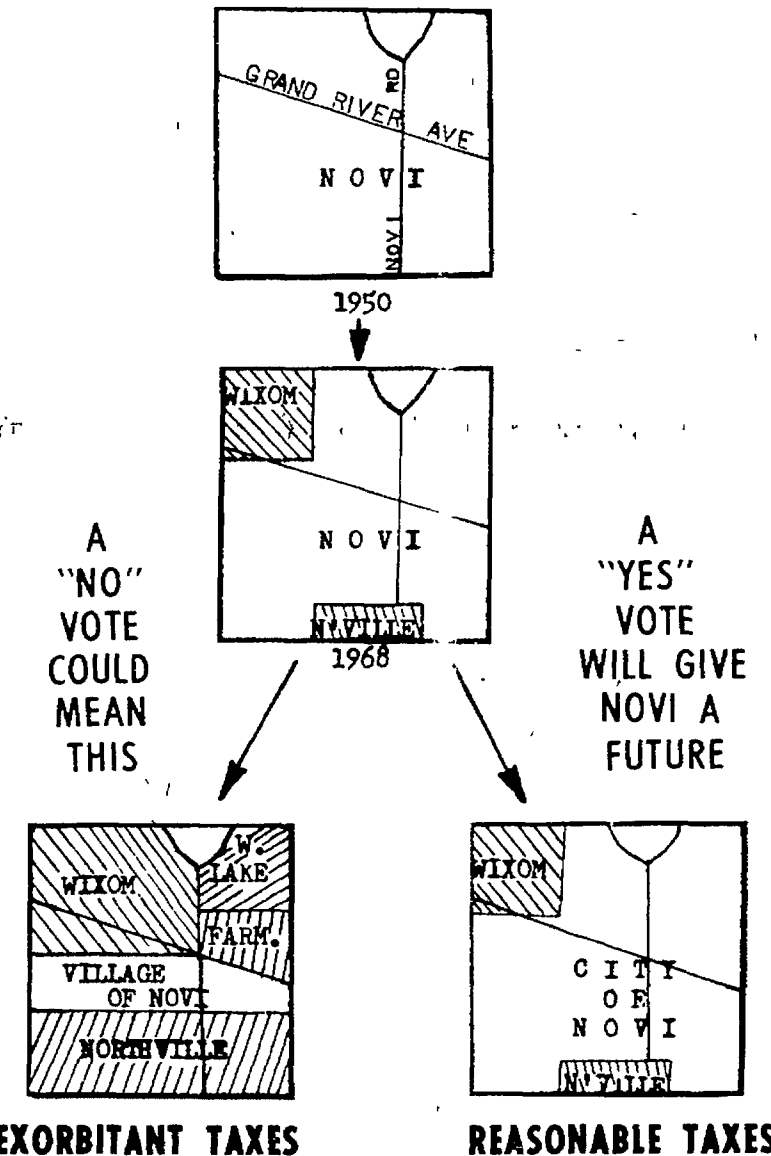 GRAND RIVER AVE
NOVI RD
NOVI
1950
WIXOM
NOVI
N'VILLE
1968
A
"NO"
VOTE
COULD
MEAN
THIS
A
"YES"
VOTE
WILL GIVE
NOVI A
FUTURE
WIXOM
W.
LAKE
FARM.
VILLAGE
OF NOVI
NORTHVILLE
EXORBITANT TAXES
WIXOM
CITY
OF
NOVI
N'VILLE
REASONABLE TAXES